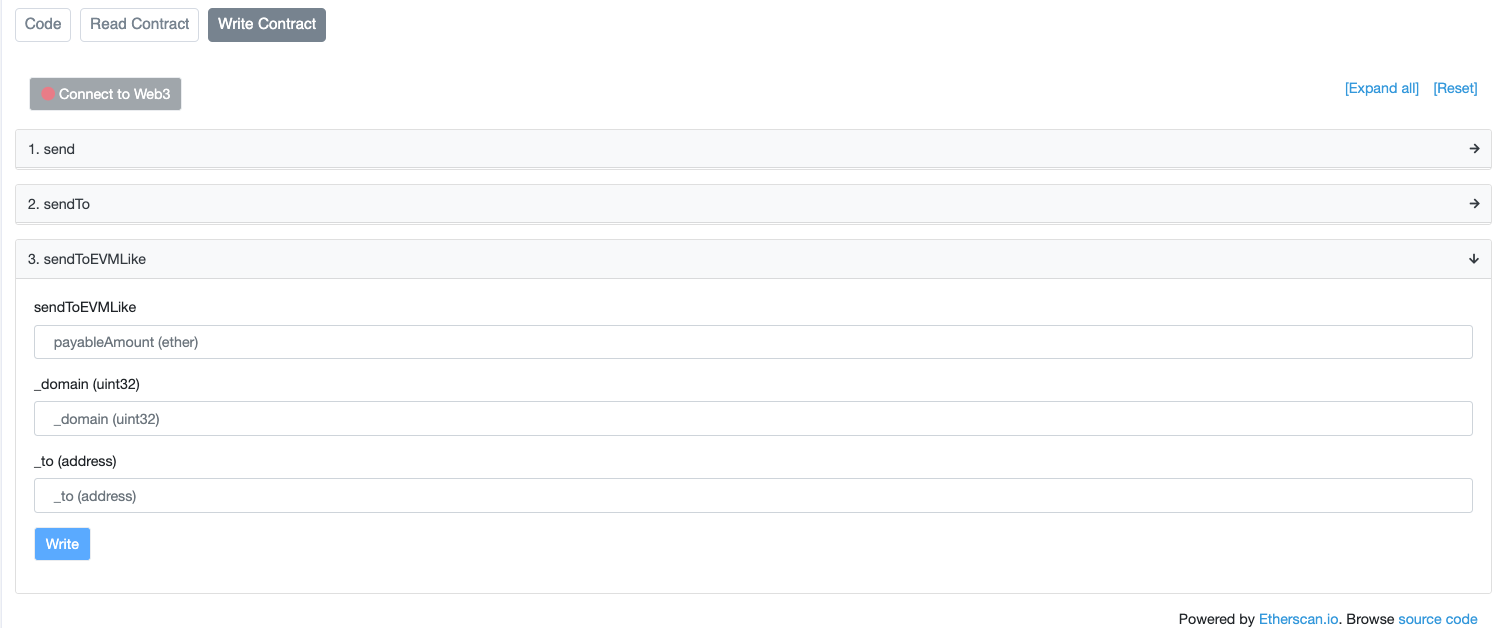 Code Read Contract Write Contract
Connect to Web3 [Expand all] [Reset]
1. send
2. sendTo
3. sendToEVMLike
sendToEVMLike
payableAmount (ether)
_domain (uint32)
_domain (uint32)
_to (address)
_to (address)
Write
Powered by Etherscan.io. Browse source code